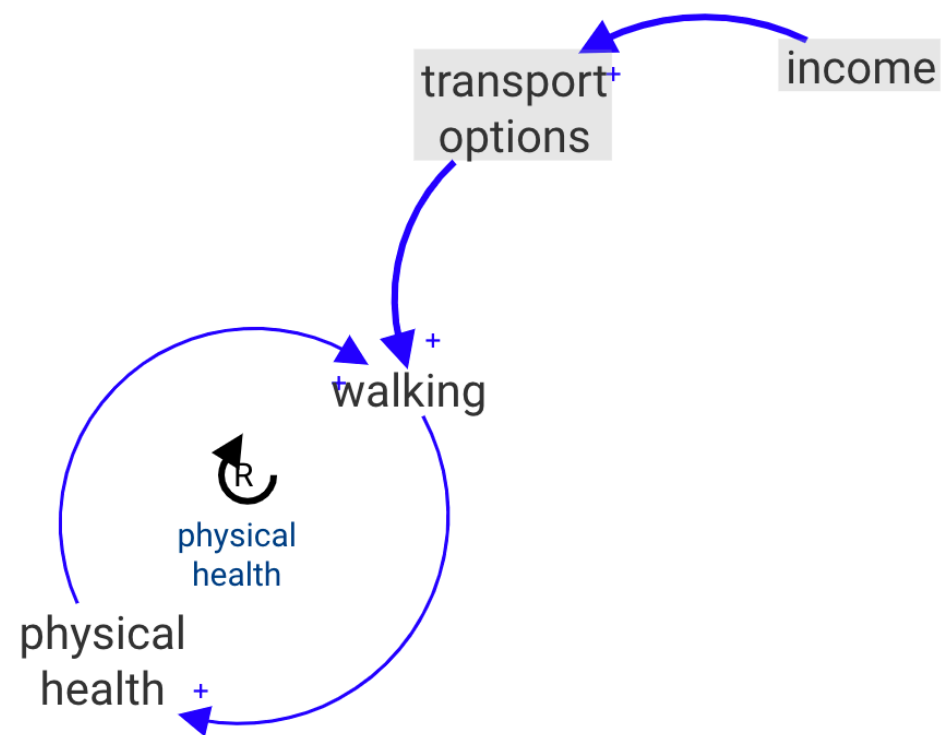 income
transport
options
+
+
+
walking
R
physical
health
physical
health
+